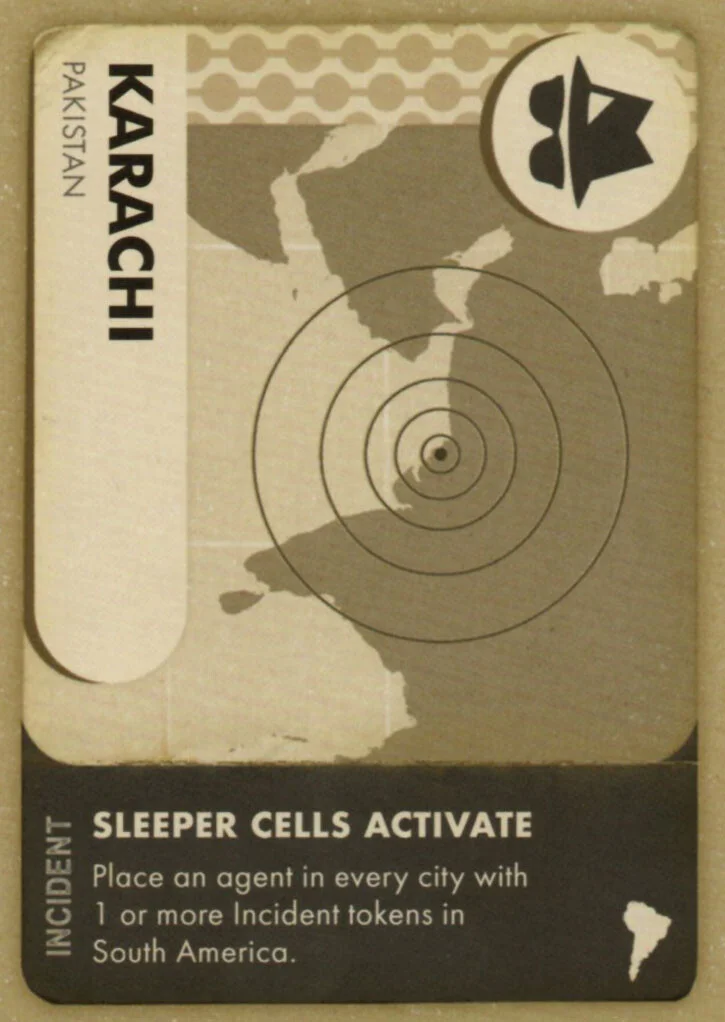 KARACHI
PAKISTAN
INCIDENT
SLEEPER CELLS ACTIVATE
Place an agent in every city with
1 or more Incident tokens in
South America.